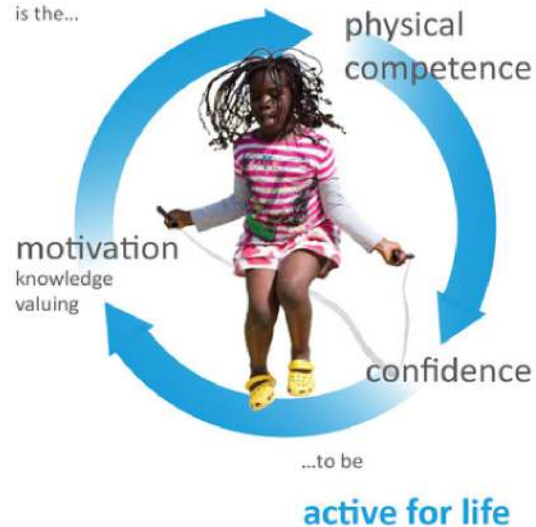 is the...
physical
competence
motivation
knowledge
valuing
confidence
...to be
active for life